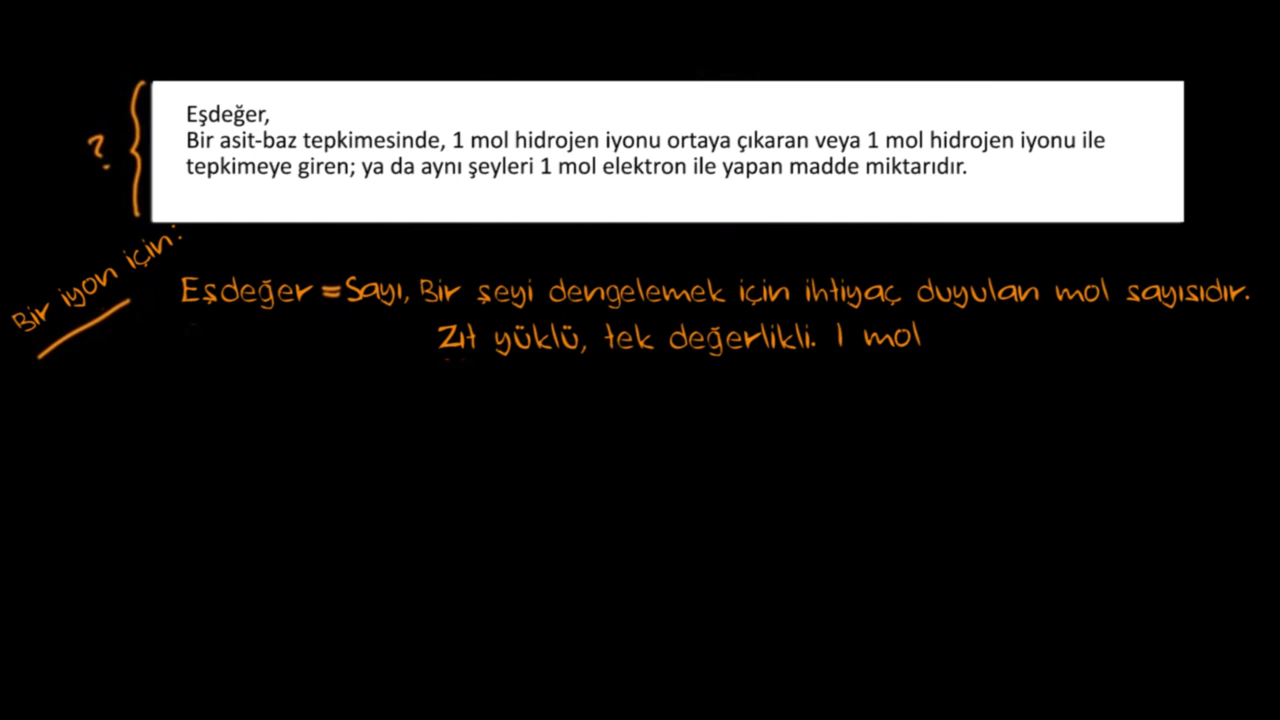 Eşdeğer,
Bir asit-baz tepkimesinde, 1 mol hidrojen iyonu ortaya çıkaran veya 1 mol hidrojen iyonu ile
tepkimeye giren; ya da aynı şeyleri 1 mol elektron ile yapan madde miktarıdır.
?
Bir iyon için:
Eşdeğer = Sayı, Bir şeyi dengelemek için ihtiyaç duyulan mol sayısıdır.
Zıt yüklü, tek değerlikli. 1 mol